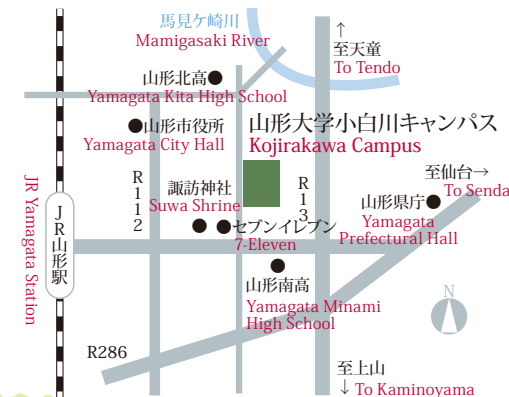 馬見ケ崎川
Mamigasaki River
↑
至天童
To Tendo
山形北高
Yamagata Kita High School
山形市役所
Yamagata City Hall
山形大学小白川キャンパス
Kojirakawa Campus
R112
諏訪神社
Suwa Shrine
R13
至仙台→
To Senda
山形県庁
Yamagata
Prefectural Hall
セブンイレブン
7-Eleven
JR Yamagata Station
JR山形駅
山形南高
Yamagata Minami
High School
N
R286
至上山
↓ To Kaminoyama